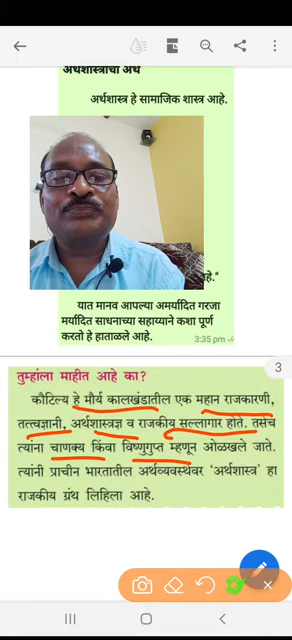 अर्थशास्त्राचा अर्थ
अर्थशास्त्र हे सामाजिक शास्त्र आहे.
आहे."
यात मानव आपल्या अमर्यादित गरजा
मर्यादित साधनाच्या सहाय्याने कशा पूर्ण
करतो हे हाताळले आहे.
3:35 pm
3
तुम्हांला माहीत आहे का?
कौटिल्य हे मौर्य कालखंडातील एक महान राजकारणी,
तत्त्वज्ञानी, अर्थशास्त्रज्ञ व राजकीय सल्लागार होते. तसेच
त्यांना चाणक्य किंवा विष्णुगुप्त म्हणून ओळखले जाते.
त्यांनी प्राचीन भारतातील अर्थव्यवस्थेवर ‘अर्थशास्त्र’ हा
राजकीय ग्रंथ लिहिला आहे.